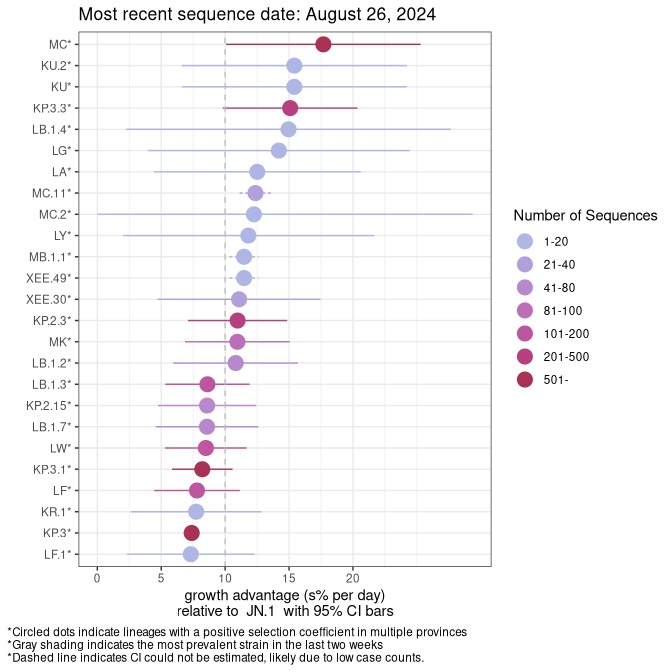 Most recent sequence date: August 26, 2024
MC*
KU.2*
KU*
KP.3.3*
LB.1.4*
LG*
LA*
MC.11*
MC.2*
LY*
MB.1.1*
XEE.49*
XEE.30*
KP.2.3*
MK*
LB.1.2*
LB.1.3*
KP.2.15*
LB.1.7*
LW*
KP.3.1*
LF*
KR.1*
KP.3*
LF.1*
0 5 10 15 20
growth advantage (s% per day)
relative to JN.1 with 95% CI bars
Number of Sequences
1-20
21-40
41-80
81-100
101-200
201-500
501-
*Circled dots indicate lineages with a positive selection coefficient in multiple provinces
*Gray shading indicates the most prevalent strain in the last two weeks
*Dashed line indicates CI could not be estimated, likely due to low case counts.